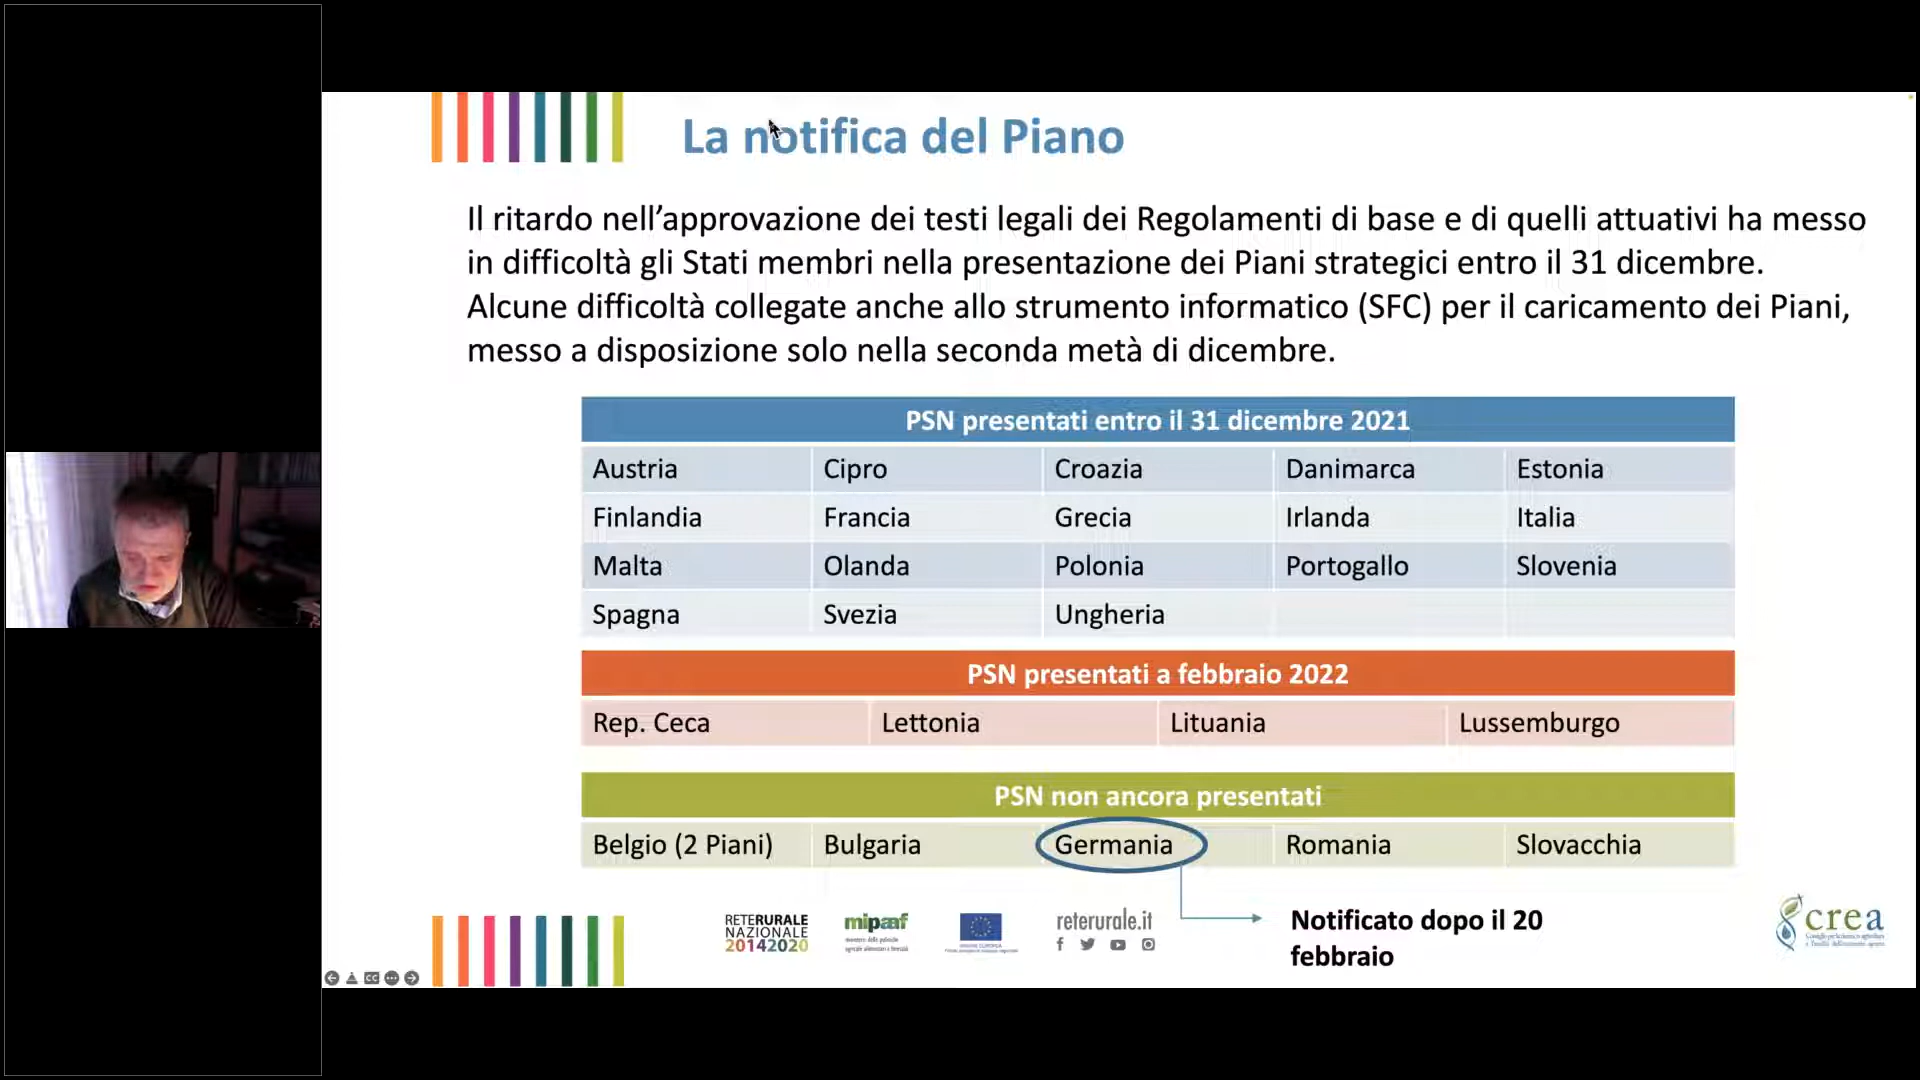 La notifica del Piano
Il ritardo nell’approvazione dei testi legali dei Regolamenti di base e di quelli attuativi ha messo
in difficoltà gli Stati membri nella presentazione dei Piani strategici entro il 31 dicembre.
Alcune difficoltà collegate anche allo strumento informatico (SFC) per il caricamento dei Piani,
messo a disposizione solo nella seconda metà di dicembre.
PSN presentati entro il 31 dicembre 2021
Austria Cipro Croazia Danimarca Estonia
Finlandia Francia Grecia Irlanda Italia
Malta Olanda Polonia Portogallo Slovenia
Spagna Svezia Ungheria
PSN presentati a febbraio 2022
Rep. Ceca Lettonia Lituania Lussemburgo
PSN non ancora presentati
Belgio (2 Piani) Bulgaria Germania Romania Slovacchia
Notificato dopo il 20
febbraio
RETERURALE
NAZIONALE
20142020
mipaaf
UNIONE EUROPEA
reterurale.it
crea
CC